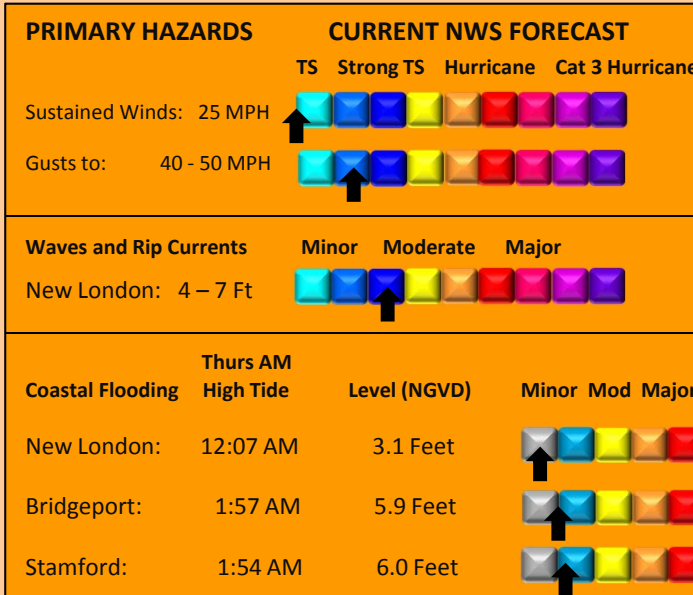 PRIMARY HAZARDS CURRENT NWS FORECAST
TS Strong TS Hurricane Cat 3 Hurricane
Sustained Winds: 25 MPH
Gusts to: 40 - 50 MPH
Waves and Rip Currents Minor Moderate Major
New London: 4 – 7 Ft
Thurs AM
Coastal Flooding High Tide Level (NGVD) Minor Mod Major
New London: 12:07 AM 3.1 Feet
Bridgeport: 1:57 AM 5.9 Feet
Stamford: 1:54 AM 6.0 Feet